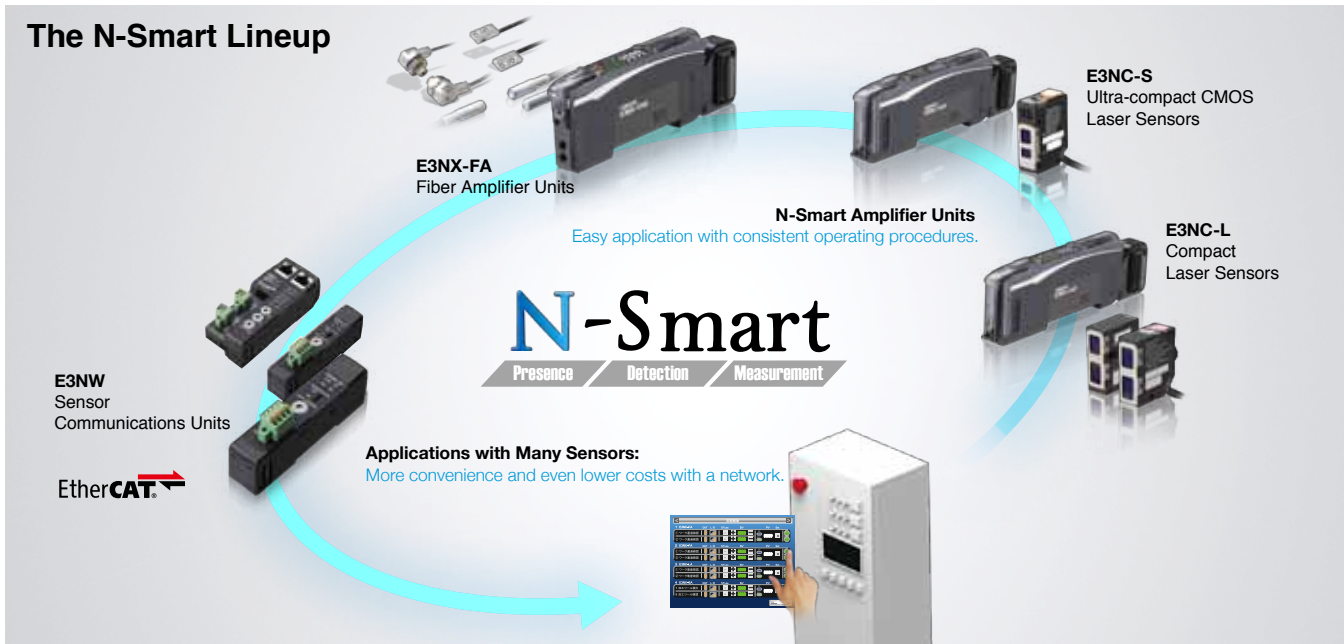 The N-Smart Lineup
E3NX-FA
Fiber Amplifier Units
E3NC-S
Ultra-compact CMOS
Laser Sensors
N-Smart Amplifier Units
Easy application with consistent operating procedures.
E3NC-L
Compact
Laser Sensors
N-Smart
Presence Detection Measurement
E3NW
Sensor
Communications Units
EtherCAT®
Applications with Many Sensors:
More convenience and even lower costs with a network.